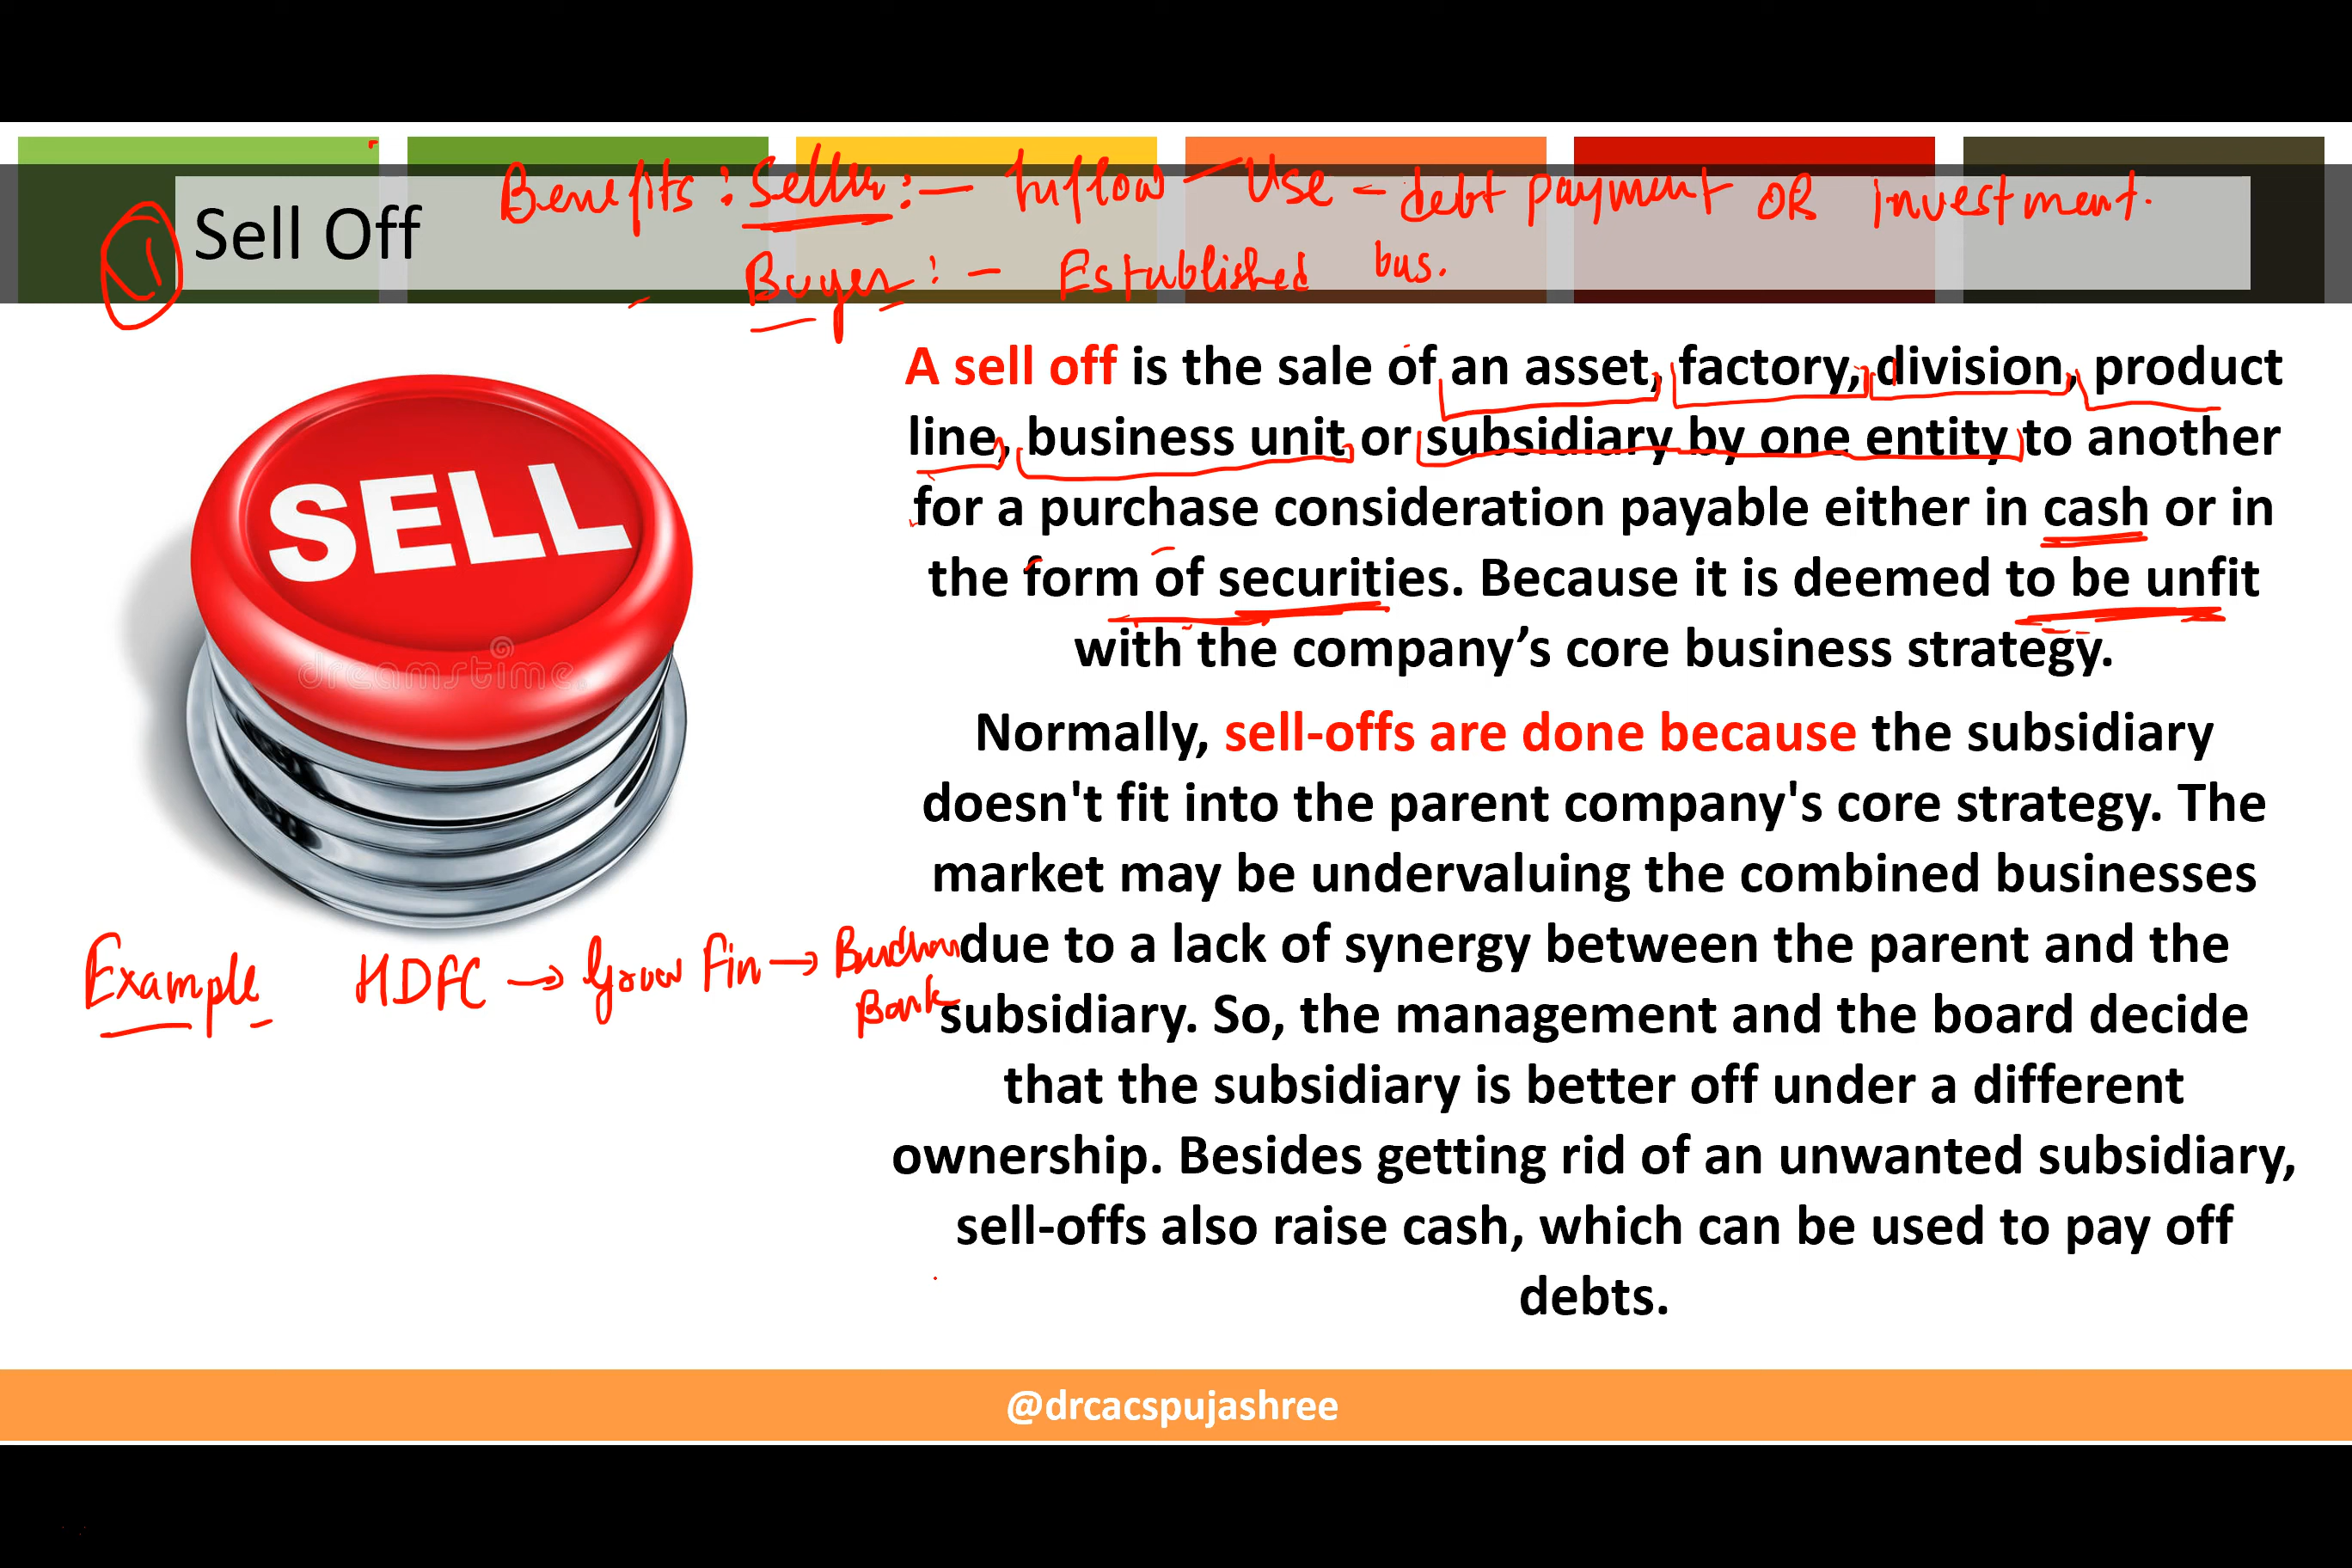 Benefits : Seller :- Inflow - Use - debt payment OR investment.
1 Sell Off
Buyer :- Established bus.
A sell off is the sale of an asset, factory, division, product
line, business unit or subsidiary by one entity to another
for a purchase consideration payable either in cash or in
the form of securities. Because it is deemed to be unfit
with the company’s core business strategy.
SELL
dreamstime.
Normally, sell-offs are done because the subsidiary
doesn't fit into the parent company's core strategy. The
market may be undervaluing the combined businesses
due to a lack of synergy between the parent and the
subsidiary. So, the management and the board decide
that the subsidiary is better off under a different
ownership. Besides getting rid of an unwanted subsidiary,
sell-offs also raise cash, which can be used to pay off
debts.
Example HDFC → Fin →
Bank
@drcacspujashree